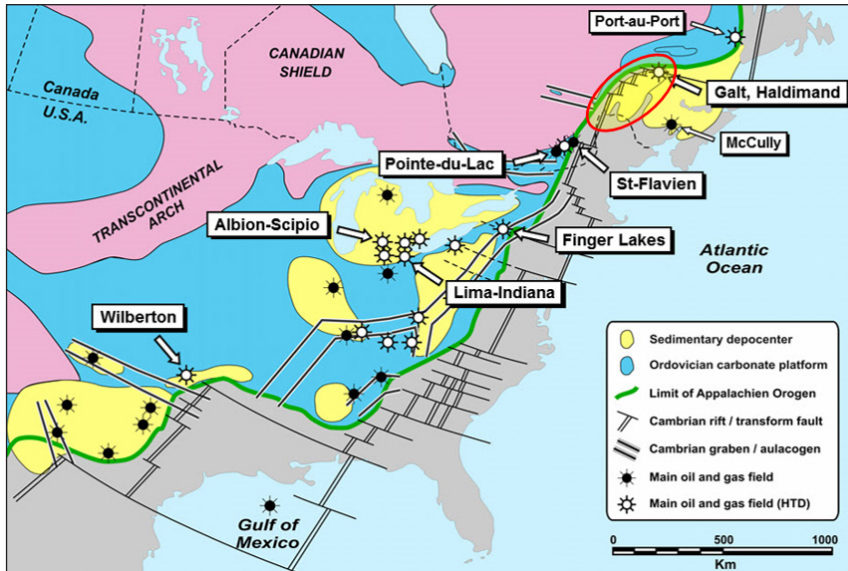 Port-au-Port
CANADIAN
SHIELD
Canada
U.S.A.
Galt, Haldimand
McCully
Pointe-du-Lac
St-Flavien
TRANSCONTINENTAL
ARCH
Albion-Scipio
Finger Lakes
Atlantic
Ocean
Lima-Indiana
Wilberton
Sedimentary depocenter
Ordovician carbonate platform
Limit of Appalachien Orogen
Cambrian rift / transform fault
Cambrian graben / aulacogen
Main oil and gas field
Main oil and gas field (HTD)
Gulf of
Mexico
0 500 1000
Km